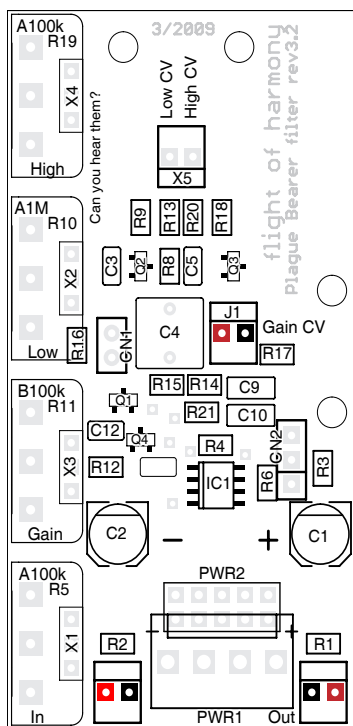 A100k
R19
X4
High
3/2009
Can you hear them?
Low CV
High CV
X5
flight of harmony
Plague Bearer filter rev3.2
A1M
R10
X2
Low
R16
R9
R13
R20
R18
C3
Q2
R8
C5
Q3
CN1
C4
J1
Gain CV
R17
B100k
R11
X3
Gain
R15
R14
C9
Q1
R21
C10
C12
Q4
R4
CN2
R12
IC1
R6
R3
C2
-
+
C1
A100k
R5
X1
In
PWR2
R2
-
+
R1
PWR1
Out